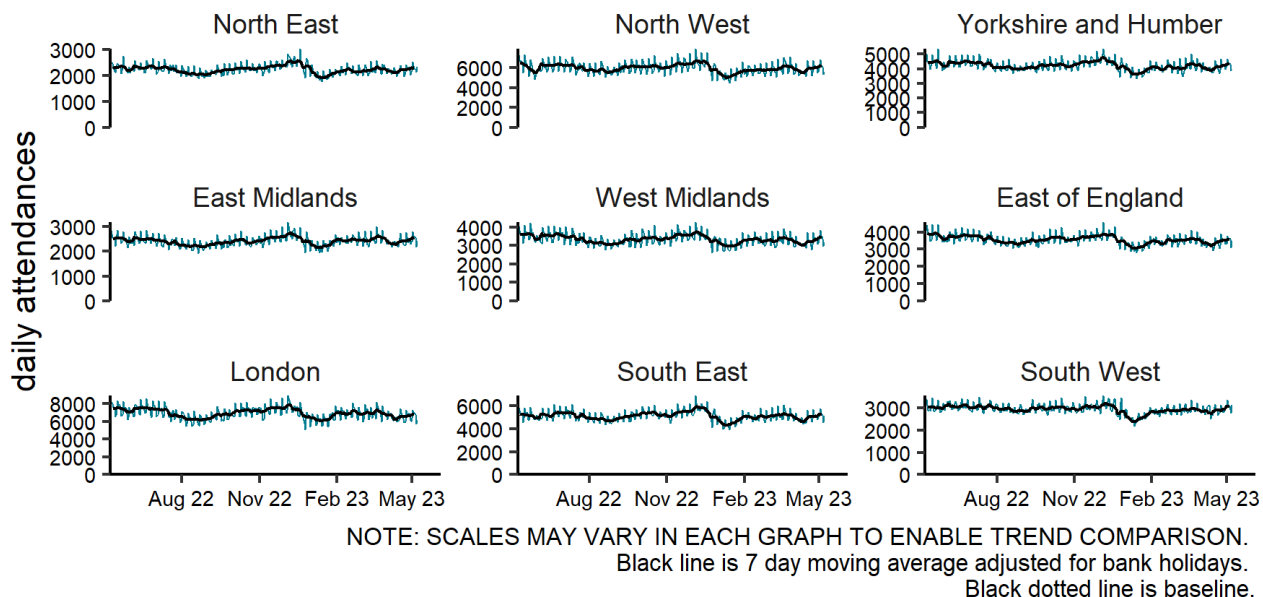 North East
North West
Yorkshire and Humber
3000
2000
1000
0
6000
4000
2000
0
5000
4000
3000
2000
1000
0
daily attendances
East Midlands
West Midlands
East of England
3000
2000
1000
0
4000
3000
2000
1000
0
4000
3000
2000
1000
0
London
South East
South West
8000
6000
4000
2000
0
6000
4000
2000
0
3000
2000
1000
0
Aug 22 Nov 22 Feb 23 May 23
Aug 22 Nov 22 Feb 23 May 23
Aug 22 Nov 22 Feb 23 May 23
NOTE: SCALES MAY VARY IN EACH GRAPH TO ENABLE TREND COMPARISON.
Black line is 7 day moving average adjusted for bank holidays.
Black dotted line is baseline.